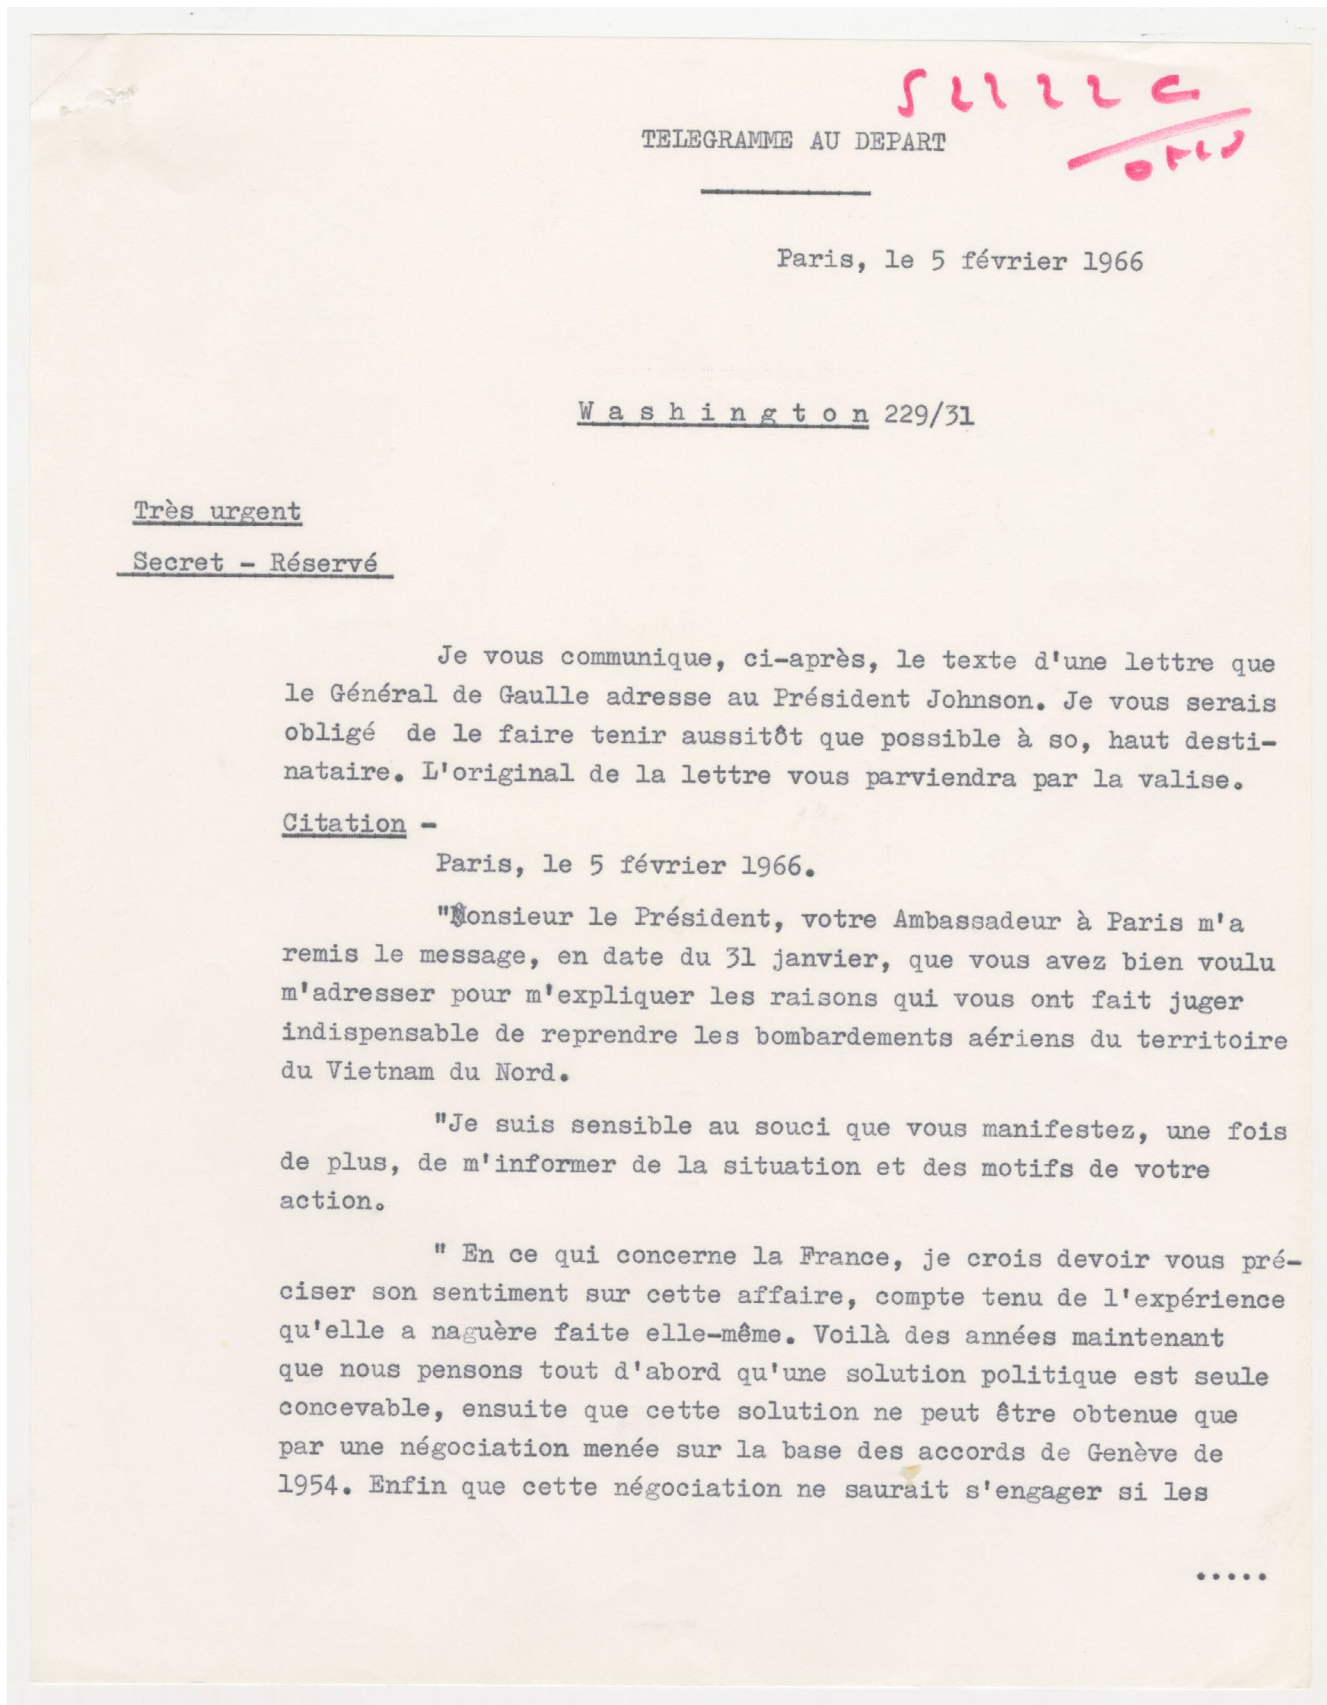 TELEGRAMME AU DEPART
Paris, le 5 février 1966
Washington 229/31
Très urgent
Secret - Réservé
Je vous communique, ci-après, le texte d'une lettre que
le Général de Gaulle adresse au Président Johnson. Je vous serais
obligé de le faire tenir aussitôt que possible à so, haut desti-
nataire. L'original de la lettre vous parviendra par la valise.
Citation -
Paris, le 5 février 1966.
"Monsieur le Président, votre Ambassadeur à Paris m'a
remis le message, en date du 31 janvier, que vous avez bien voulu
m'adresser pour m'expliquer les raisons qui vous ont fait juger
indispensable de reprendre les bombardements aériens du territoire
du Vietnam du Nord.
"Je suis sensible au souci que vous manifestez, une fois
de plus, de m'informer de la situation et des motifs de votre
action.
" En ce qui concerne la France, je crois devoir vous pré-
ciser son sentiment sur cette affaire, compte tenu de l'expérience
qu'elle a naguère faite elle-même. Voilà des années maintenant
que nous pensons tout d'abord qu'une solution politique est seule
concevable, ensuite que cette solution ne peut être obtenue que
par une négociation menée sur la base des accords de Genève de
1954. Enfin que cette négociation ne saurait s'engager si les
.....